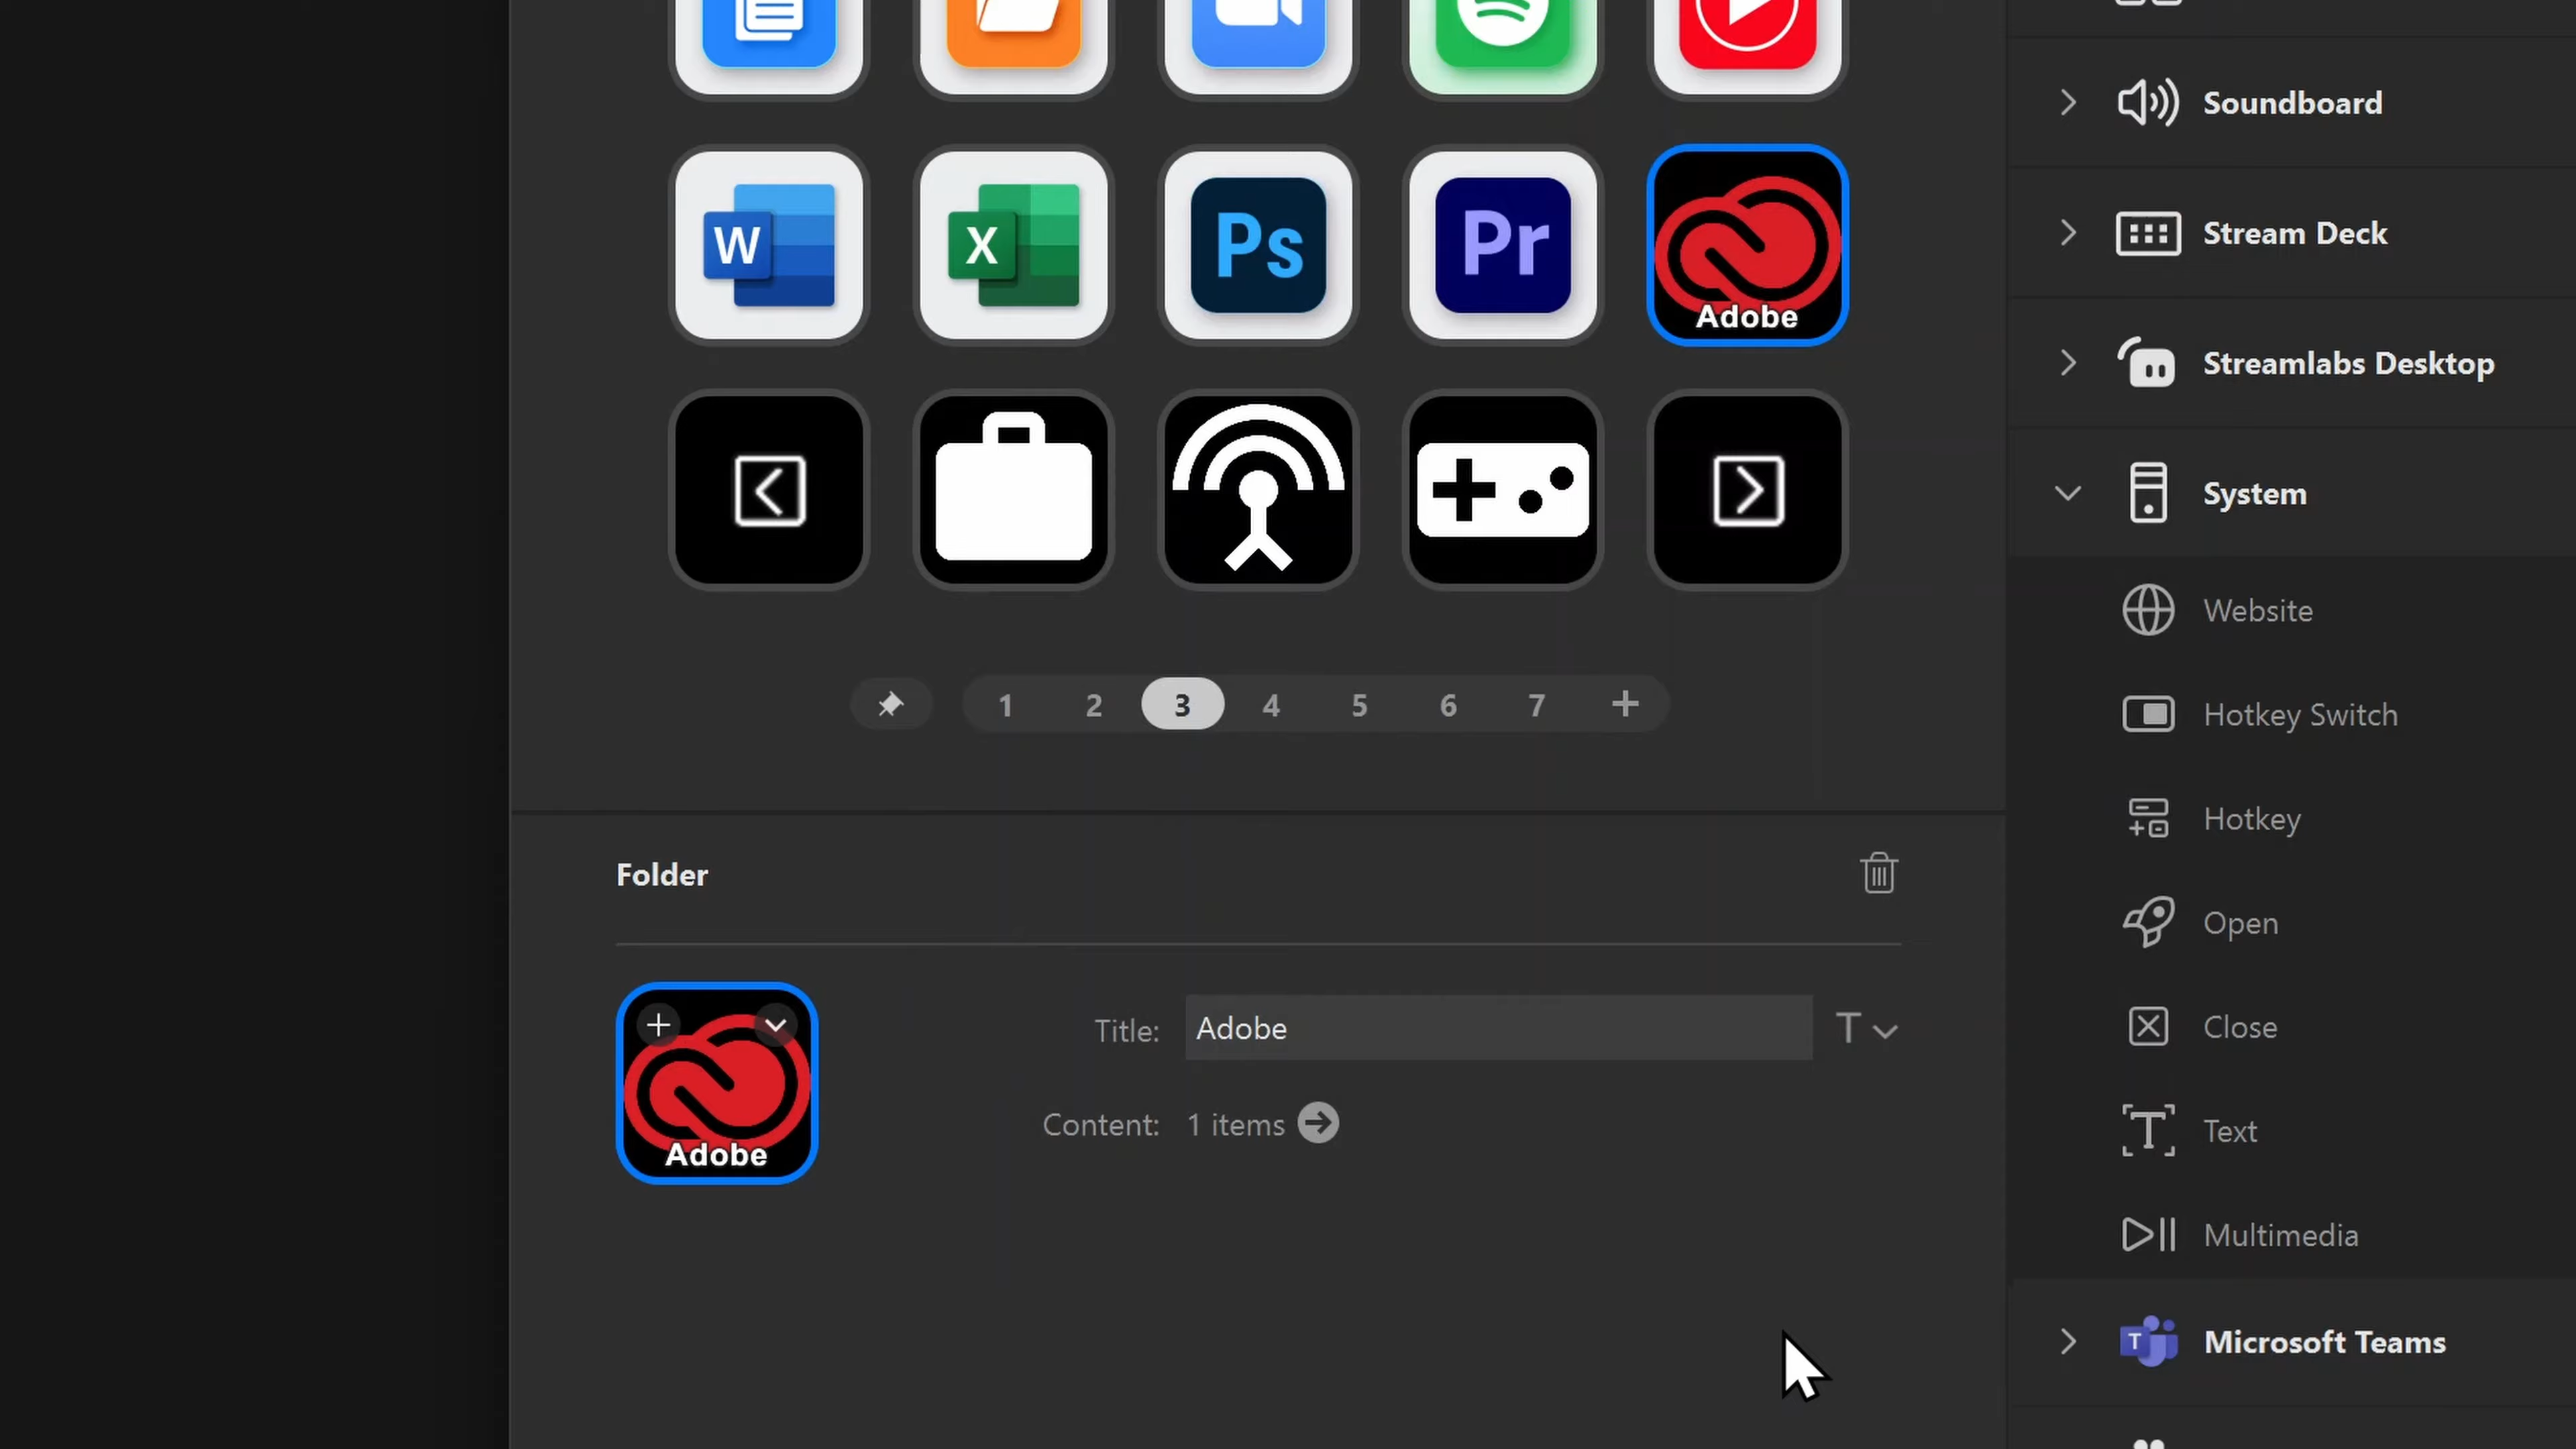 Soundboard
W
X
Ps
Pr
Adobe
Stream Deck
Streamlabs Desktop
System
Website
1 2 3 4 5 6 7 +
Hotkey Switch
Hotkey
Folder
Open
Title: Adobe T
Close
Content: 1 items
Adobe
Text
Multimedia
T Microsoft Teams